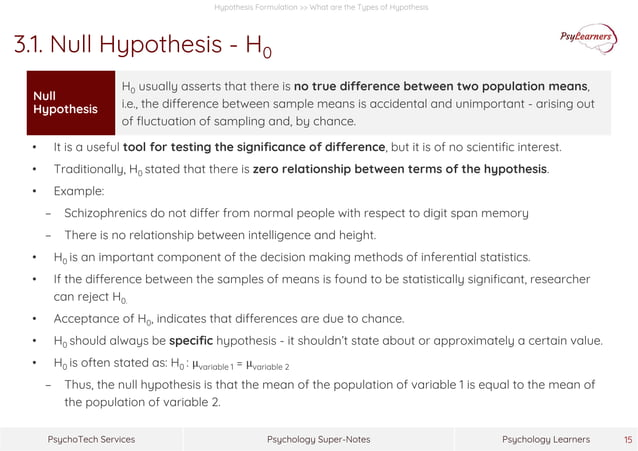 Hypothesis Formulation >> What are the Types of Hypothesis
3.1. Null Hypothesis - H0
PsyLearners
Null
Hypothesis
H0 usually asserts that there is no true difference between two population means,
i.e., the difference between sample means is accidental and unimportant - arising out
of fluctuation of sampling and, by chance.
• It is a useful tool for testing the significance of difference, but it is of no scientific interest.
• Traditionally, H0 stated that there is zero relationship between terms of the hypothesis.
• Example:
– Schizophrenics do not differ from normal people with respect to digit span memory
– There is no relationship between intelligence and height.
• H0 is an important component of the decision making methods of inferential statistics.
• If the difference between the samples of means is found to be statistically significant, researcher
can reject H0.
• Acceptance of H0, indicates that differences are due to chance.
• H0 should always be specific hypothesis - it shouldn't state about or approximately a certain value.
• H0 is often stated as: H0 : μvariable 1 = μvariable 2
– Thus, the null hypothesis is that the mean of the population of variable 1 is equal to the mean of
the population of variable 2.
PsychoTech Services
Psychology Super-Notes
Psychology Learners
15